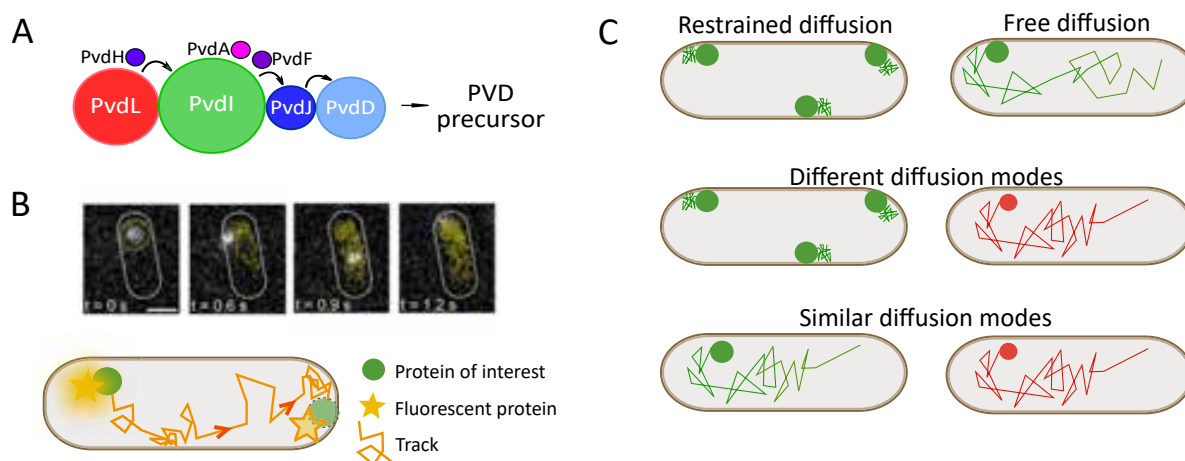 A
PvdH
PvdA
PvdF
PvdL
PvdI
PvdJ
PvdD
PVD
precursor
B
t=0s
t=0.6s
t=0.9s
t=1.2s
Protein of interest
Fluorescent protein
Track
C
Restrained diffusion
Free diffusion
Different diffusion modes
Similar diffusion modes